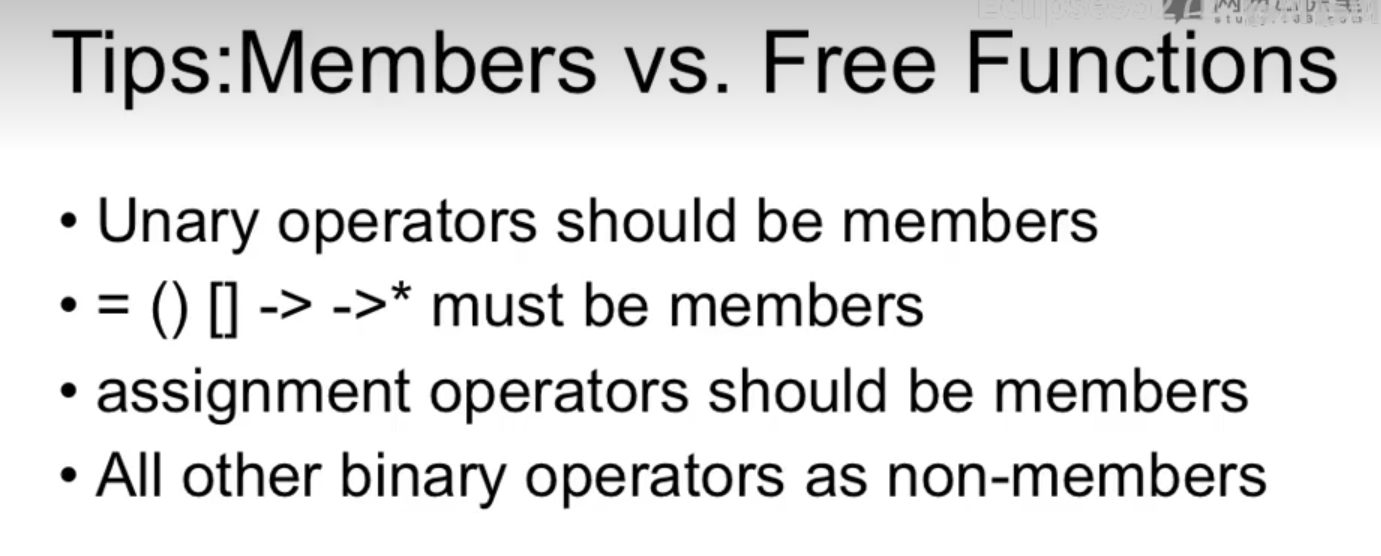 Tips:Members vs. Free Functions
• Unary operators should be members
• = () [] -> ->* must be members
• assignment operators should be members
• All other binary operators as non-members